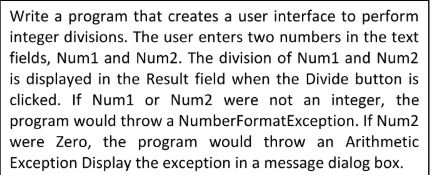 Write a program that creates a user interface to perform
integer divisions. The user enters two numbers in the text
fields, Num1 and Num2. The division of Num1 and Num2
is displayed in the Result field when the Divide button is
clicked. If Num1 or Num2 were not an integer, the
program would throw a NumberFormatException. If Num2
were Zero, the program would throw an Arithmetic
Exception Display the exception in a message dialog box.